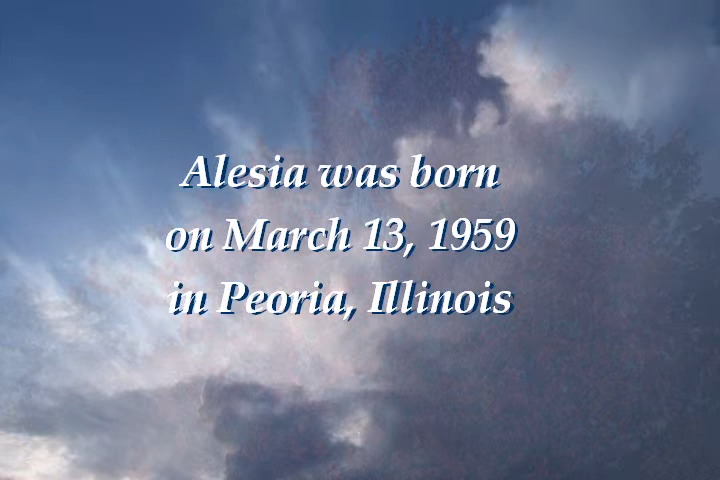 Alesia was born
on March 13, 1959
in Peoria, Illinois